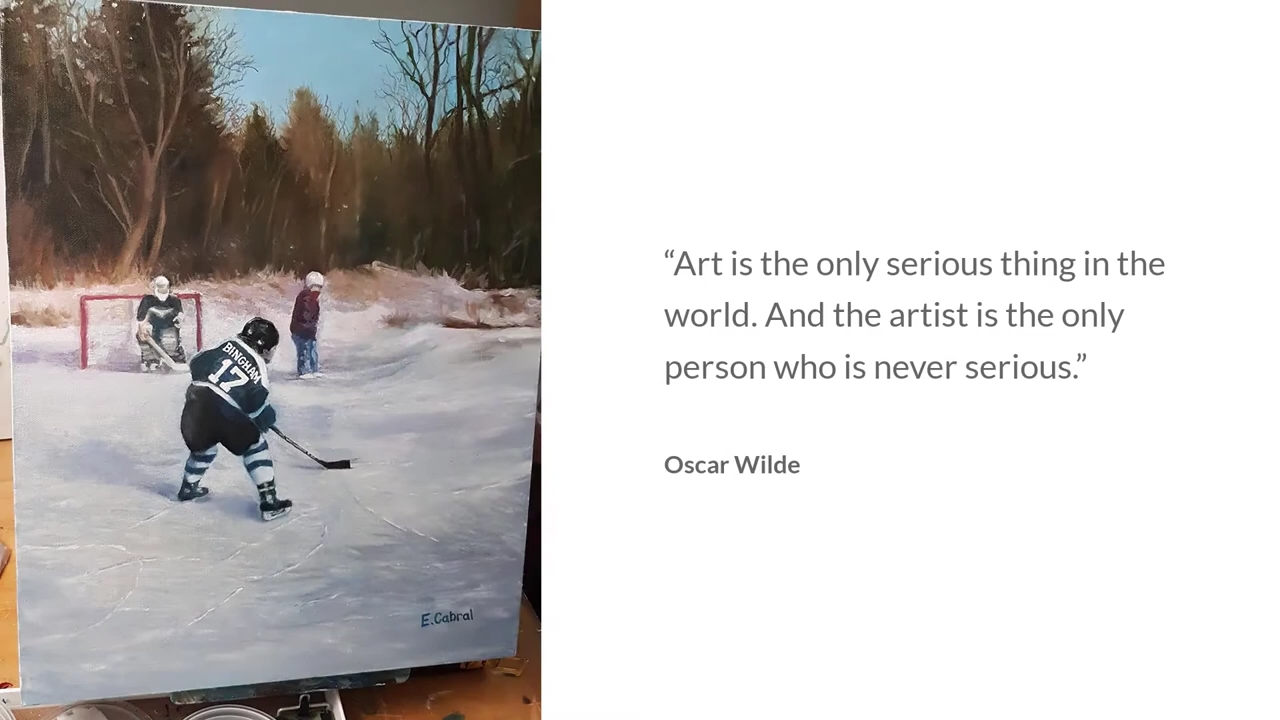 BINGHAM
17
E.Cabral
“Art is the only serious thing in the
world. And the artist is the only
person who is never serious.”
Oscar Wilde